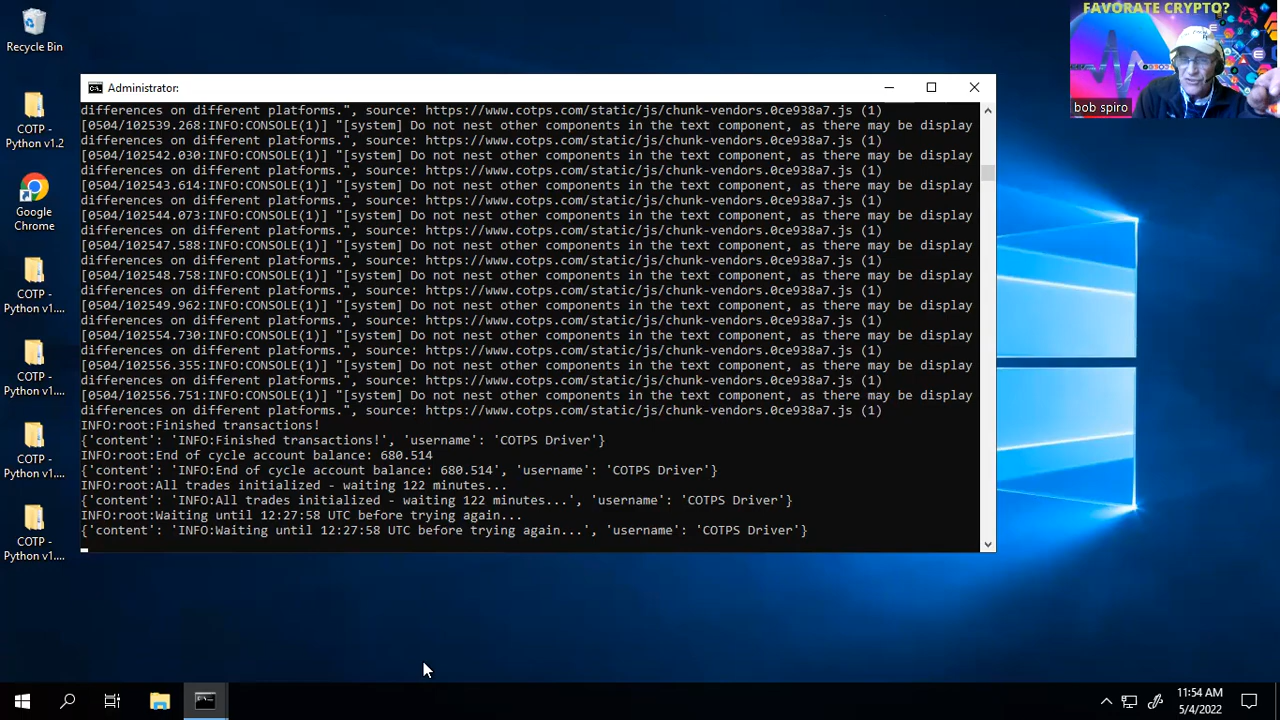 Recycle Bin
COTP -
Python v1.2
Google
Chrome
COTP -
Python v1....
COTP -
Python v1....
COTP -
Python v1....
COTP -
Python v1....
Administrator:
differences on different platforms.", source: https://www.cotps.com/static/js/chunk-vendors.0ce938a7.js (1)
[0504/102539.268:INFO:CONSOLE(1)] "[system] Do not nest other components in the text component, as there may be display
differences on different platforms.", source: https://www.cotps.com/static/js/chunk-vendors.0ce938a7.js (1)
[0504/102542.030:INFO:CONSOLE(1)] "[system] Do not nest other components in the text component, as there may be display
differences on different platforms.", source: https://www.cotps.com/static/js/chunk-vendors.0ce938a7.js (1)
[0504/102543.614:INFO:CONSOLE(1)] "[system] Do not nest other components in the text component, as there may be display
differences on different platforms.", source: https://www.cotps.com/static/js/chunk-vendors.0ce938a7.js (1)
[0504/102544.073:INFO:CONSOLE(1)] "[system] Do not nest other components in the text component, as there may be display
differences on different platforms.", source: https://www.cotps.com/static/js/chunk-vendors.0ce938a7.js (1)
[0504/102547.588:INFO:CONSOLE(1)] "[system] Do not nest other components in the text component, as there may be display
differences on different platforms.", source: https://www.cotps.com/static/js/chunk-vendors.0ce938a7.js (1)
[0504/102548.758:INFO:CONSOLE(1)] "[system] Do not nest other components in the text component, as there may be display
differences on different platforms.", source: https://www.cotps.com/static/js/chunk-vendors.0ce938a7.js (1)
[0504/102549.962:INFO:CONSOLE(1)] "[system] Do not nest other components in the text component, as there may be display
differences on different platforms.", source: https://www.cotps.com/static/js/chunk-vendors.0ce938a7.js (1)
[0504/102554.730:INFO:CONSOLE(1)] "[system] Do not nest other components in the text component, as there may be display
differences on different platforms.", source: https://www.cotps.com/static/js/chunk-vendors.0ce938a7.js (1)
[0504/102556.355:INFO:CONSOLE(1)] "[system] Do not nest other components in the text component, as there may be display
differences on different platforms.", source: https://www.cotps.com/static/js/chunk-vendors.0ce938a7.js (1)
[0504/102556.751:INFO:CONSOLE(1)] "[system] Do not nest other components in the text component, as there may be display
differences on different platforms.", source: https://www.cotps.com/static/js/chunk-vendors.0ce938a7.js (1)
INFO:root:Finished transactions!
{'content': 'INFO:Finished transactions!', 'username': 'COTPS Driver'}
INFO:root:End of cycle account balance: 680.514
{'content': 'INFO:End of cycle account balance: 680.514', 'username': 'COTPS Driver'}
INFO:root:All trades initialized - waiting 122 minutes...
{'content': 'INFO:All trades initialized - waiting 122 minutes...', 'username': 'COTPS Driver'}
INFO:root:Waiting until 12:27:58 UTC before trying again...
{'content': 'INFO:Waiting until 12:27:58 UTC before trying again...', 'username': 'COTPS Driver'}
FAVORATE CRYPTO?
bob spiro
11:54 AM
5/4/2022